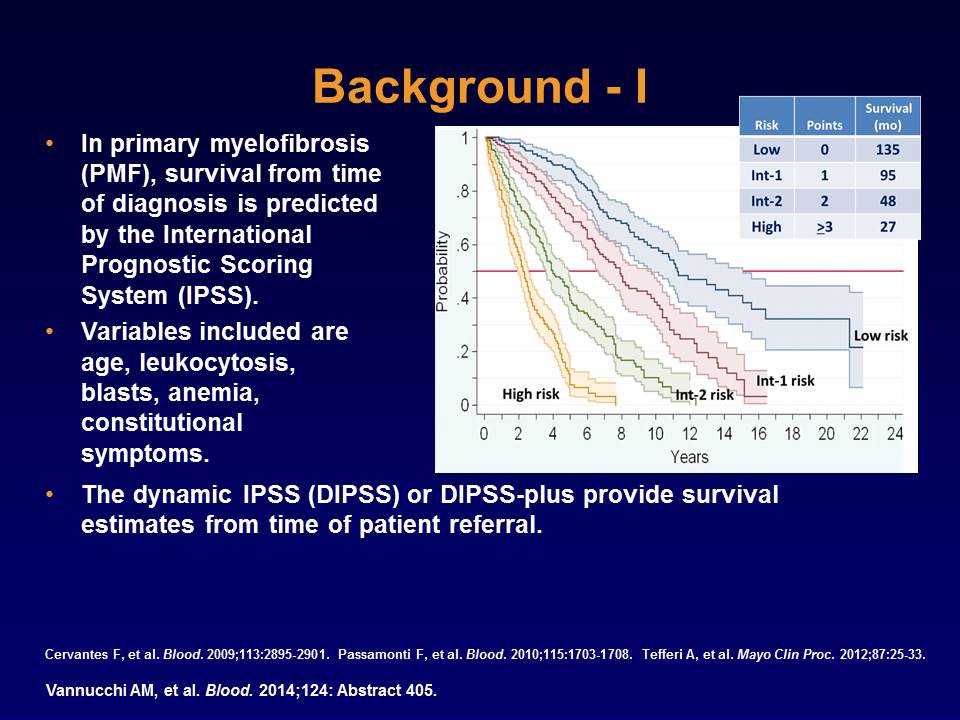 Background - I
• In primary myelofibrosis
(PMF), survival from time
of diagnosis is predicted
by the International
Prognostic Scoring
System (IPSS).
• Variables included are
age, leukocytosis,
blasts, anemia,
constitutional
symptoms.
• The dynamic IPSS (DIPSS) or DIPSS-plus provide survival
estimates from time of patient referral.
Risk Points Survival (mo)
Low 0 135
Int-1 1 95
Int-2 2 48
High ≥3 27
Probability
1
.8
.6
.4
.2
0
Low risk
Int-1 risk
Int-2 risk
High risk
0 2 4 6 8 10 12 14 16 18 20 22 24
Years
Cervantes F, et al. Blood. 2009;113:2895-2901. Passamonti F, et al. Blood. 2010;115:1703-1708. Tefferi A, et al. Mayo Clin Proc. 2012;87:25-33.
Vannucchi AM, et al. Blood. 2014;124: Abstract 405.